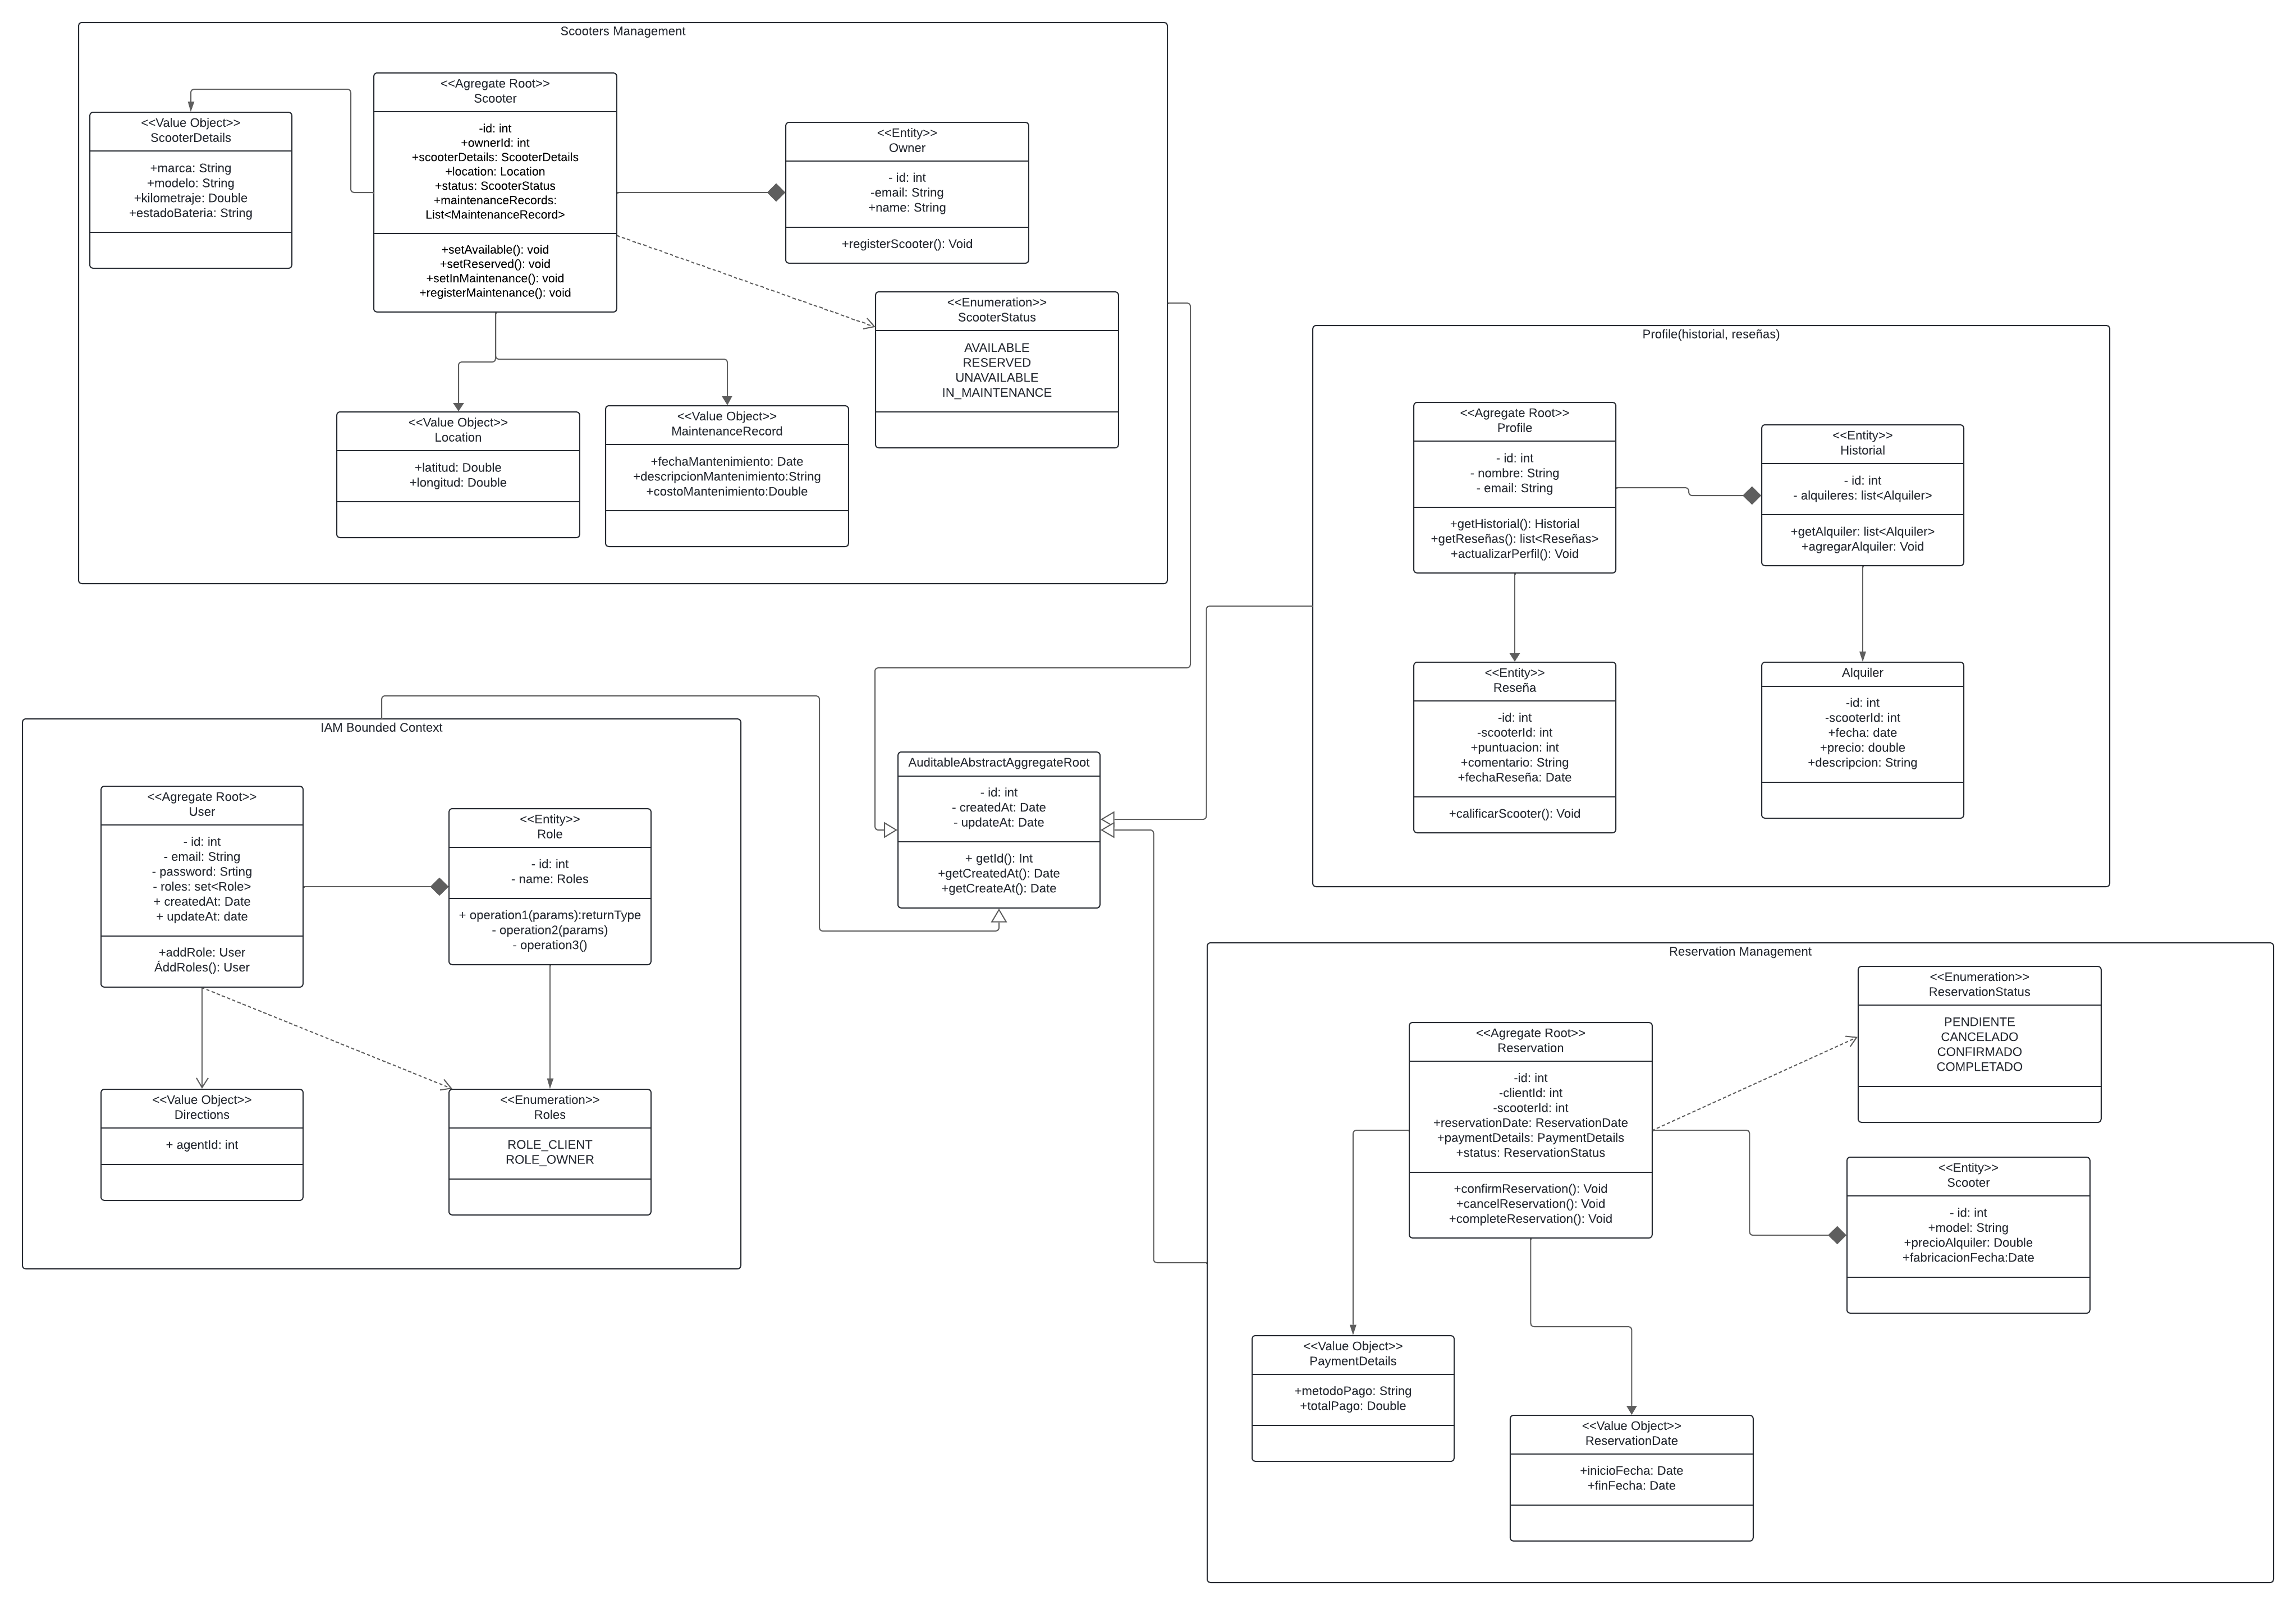 Scooters Management
<<Agregate Root>>
Scooter
-id: int
+ownerId: int
+scooterDetails: ScooterDetails
+location: Location
+status: ScooterStatus
+maintenanceRecords:
List<MaintenanceRecord>
+setAvailable(): void
+setReserved(): void
+setInMaintenance(): void
+registerMaintenance(): void
<<Value Object>>
ScooterDetails
+marca: String
+modelo: String
+kilometraje: Double
+estadoBateria: String
<<Entity>>
Owner
- id: int
-email: String
+name: String
+registerScooter(): Void
<<Enumeration>>
ScooterStatus
AVAILABLE
RESERVED
UNAVAILABLE
IN_MAINTENANCE
<<Value Object>>
Location
+latitud: Double
+longitud: Double
<<Value Object>>
MaintenanceRecord
+fechaMantenimiento: Date
+descripcionMantenimiento:String
+costoMantenimiento:Double
Profile(historial, reseñas)
<<Agregate Root>>
Profile
- id: int
- nombre: String
- email: String
+getHistorial(): Historial
+getReseñas(): list<Reseñas>
+actualizarPerfil(): Void
<<Entity>>
Historial
- id: int
- alquileres: list<Alquiler>
+getAlquiler: list<Alquiler>
+agregarAlquiler: Void
<<Entity>>
Reseña
-id: int
-scooterId: int
+puntuacion: int
+comentario: String
+fechaReseña: Date
+calificarScooter(): Void
Alquiler
-id: int
-scooterId: int
+fecha: date
+precio: double
+descripcion: String
IAM Bounded Context
<<Agregate Root>>
User
- id: int
- email: String
- password: Srting
- roles: set<Role>
+ createdAt: Date
+ updateAt: date
+addRole: User
ÁddRoles(): User
<<Entity>>
Role
- id: int
- name: Roles
+ operation1(params):returnType
- operation2(params)
- operation3()
<<Value Object>>
Directions
+ agentId: int
<<Enumeration>>
Roles
ROLE_CLIENT
ROLE_OWNER
AuditableAbstractAggregateRoot
- id: int
- createdAt: Date
- updateAt: Date
+ getId(): Int
+getCreatedAt(): Date
+getCreateAt(): Date
Reservation Management
<<Agregate Root>>
Reservation
-id: int
-clientId: int
-scooterId: int
+reservationDate: ReservationDate
+paymentDetails: PaymentDetails
+status: ReservationStatus
+confirmReservation(): Void
+cancelReservation(): Void
+completeReservation(): Void
<<Enumeration>>
ReservationStatus
PENDIENTE
CANCELADO
CONFIRMADO
COMPLETADO
<<Entity>>
Scooter
- id: int
+model: String
+precioAlquiler: Double
+fabricacionFecha:Date
<<Value Object>>
PaymentDetails
+metodoPago: String
+totalPago: Double
<<Value Object>>
ReservationDate
+inicioFecha: Date
+finFecha: Date